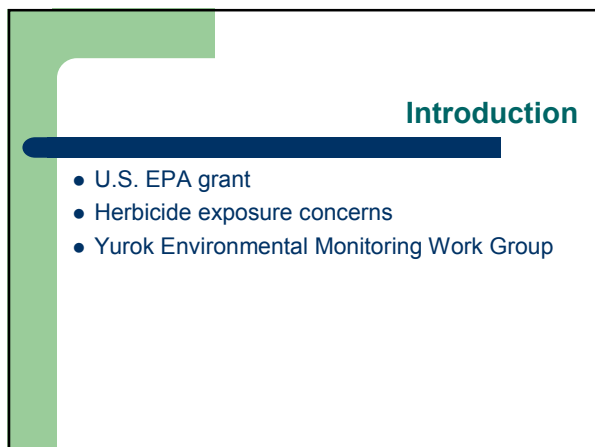 Introduction
● U.S. EPA grant
● Herbicide exposure concerns
● Yurok Environmental Monitoring Work Group